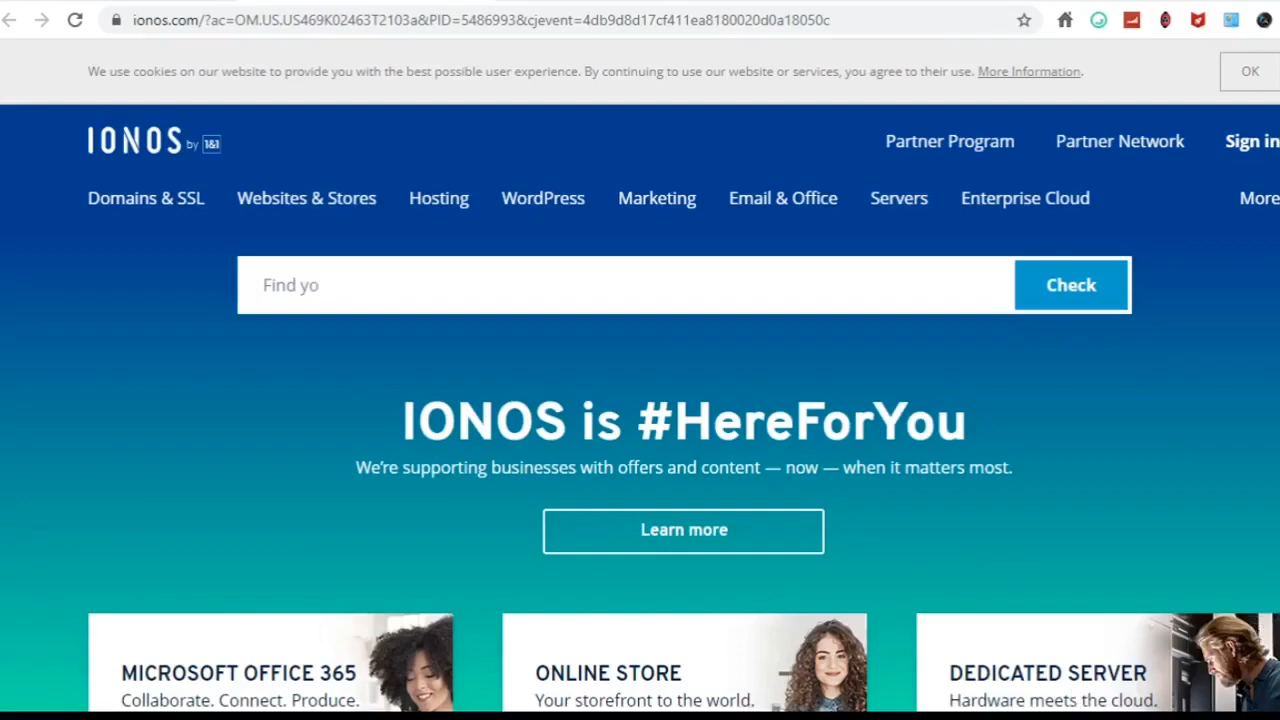 ionos.com/?ac=OM.US.US469K02463T2103a&PID=5486993&cjevent=4db9d8d17cf411ea8180020d0a18050c
We use cookies on our website to provide you with the best possible user experience. By continuing to use our website or services, you agree to their use. More Information.
OK
IONOS by 1&1
Partner Program
Partner Network
Sign in
Domains & SSL
Websites & Stores
Hosting
WordPress
Marketing
Email & Office
Servers
Enterprise Cloud
More
Find yo
Check
IONOS is #HereForYou
We're supporting businesses with offers and content — now — when it matters most.
Learn more
MICROSOFT OFFICE 365
Collaborate. Connect. Produce.
ONLINE STORE
Your storefront to the world.
DEDICATED SERVER
Hardware meets the cloud.